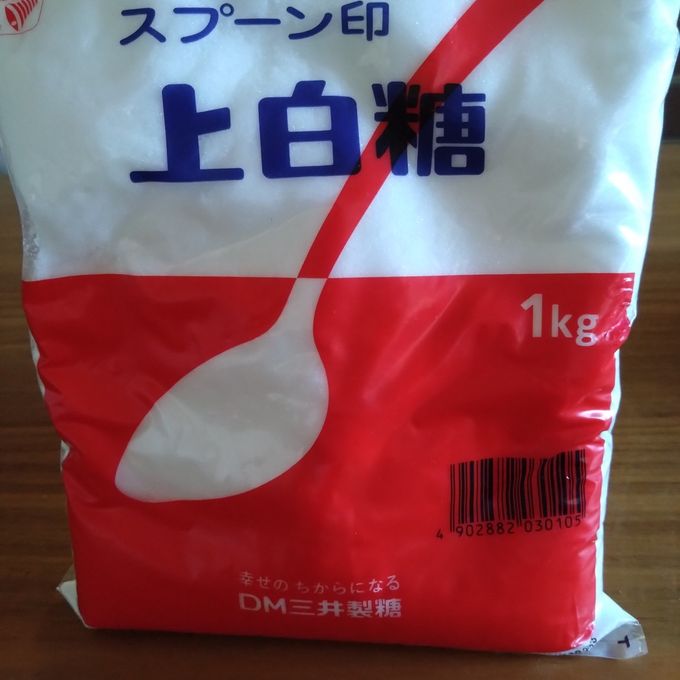 スプーン印
上白糖
1kg
4 902882 030105
幸せの ちからになる
DM三井製糖
T